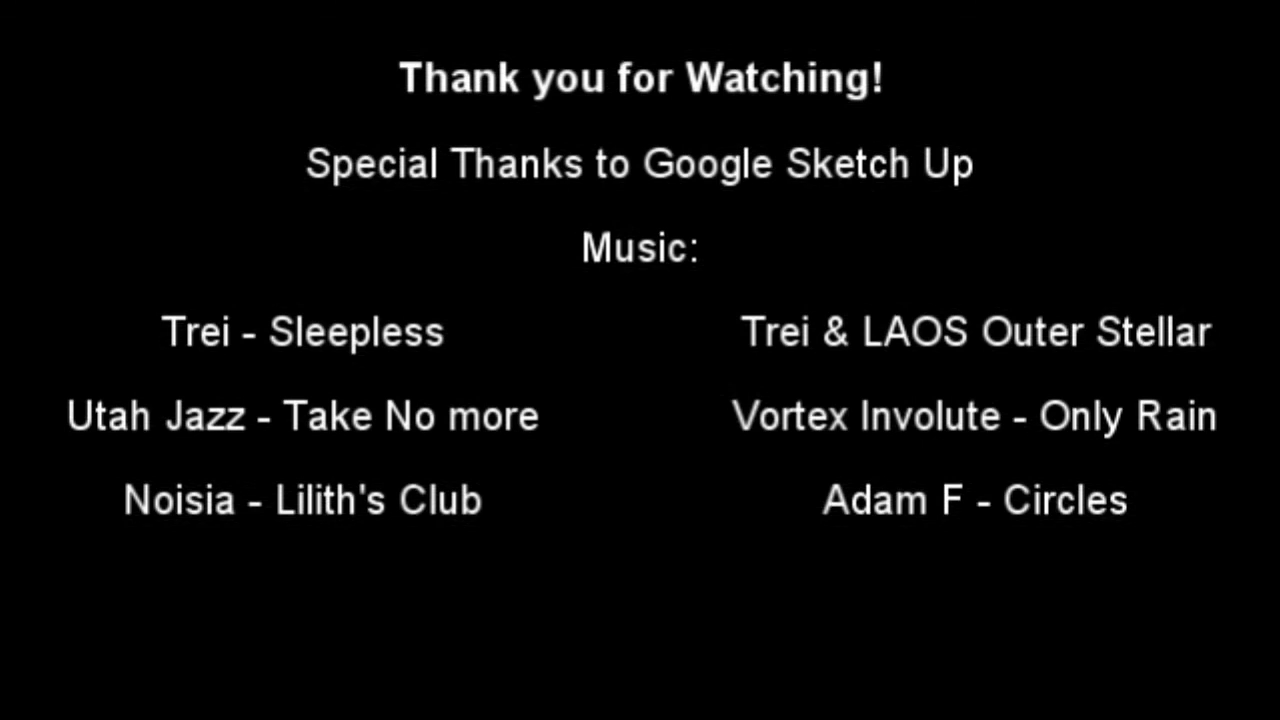 Thank you for Watching!
Special Thanks to Google Sketch Up
Music:
Trei - Sleepless
Trei & LAOS Outer Stellar
Utah Jazz - Take No more
Vortex Involute - Only Rain
Noisia - Lilith's Club
Adam F - Circles